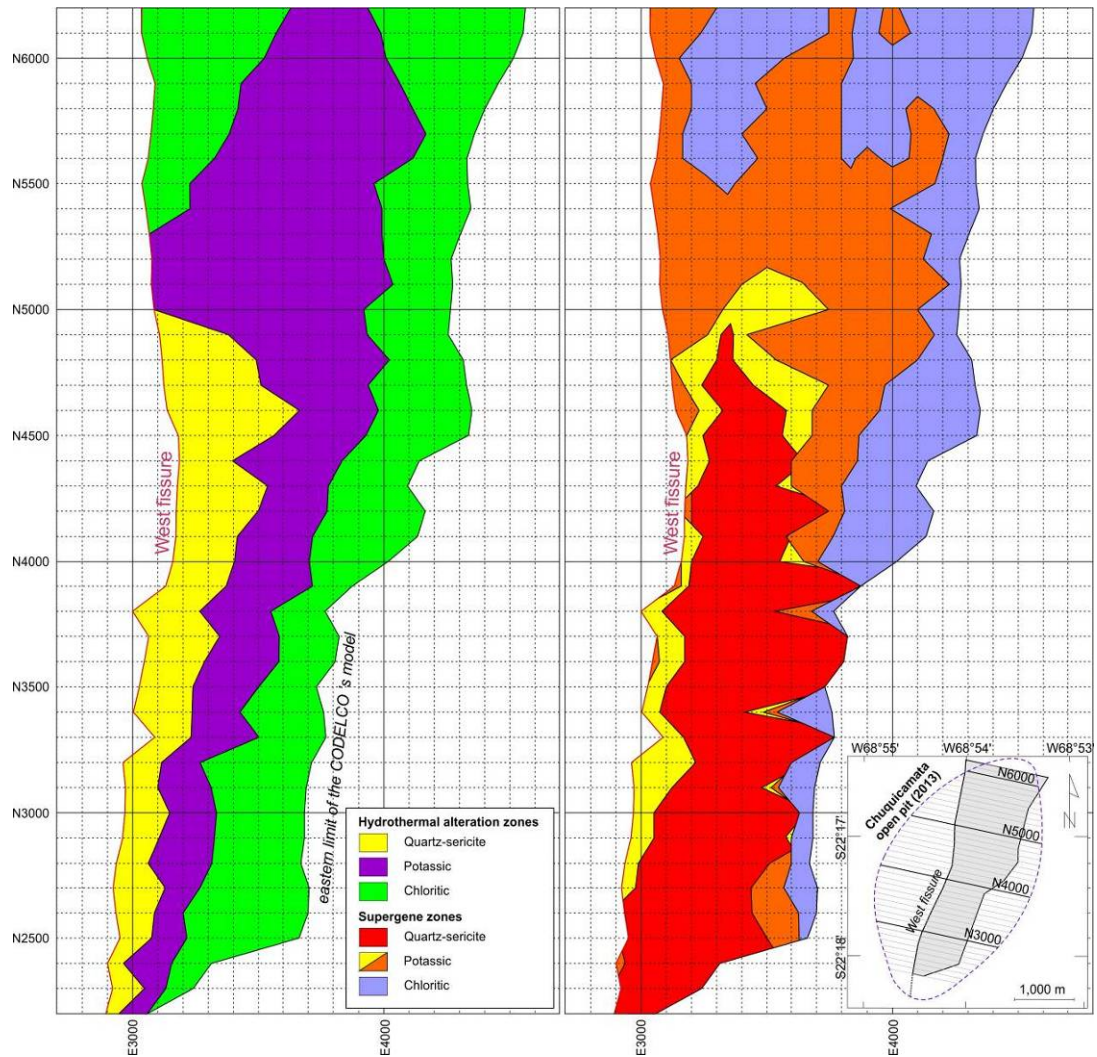 N6000
N5500
N5000
N4500
N4000
N3500
N3000
N2500
E3000
E4000
West fissure
eastern limit of the CODELCO´s model
Hydrothermal alteration zones
Quartz-sericite
Potassic
Chloritic
Supergene zones
Quartz-sericite
Potassic
Chloritic
West fissure
E3000
E4000
W68°55'
W68°54'
W68°53'
S22°17'
S22°18'
Chuquicamata
open pit (2013)
West fissure
N6000
N5000
N4000
N3000
N
1,000 m